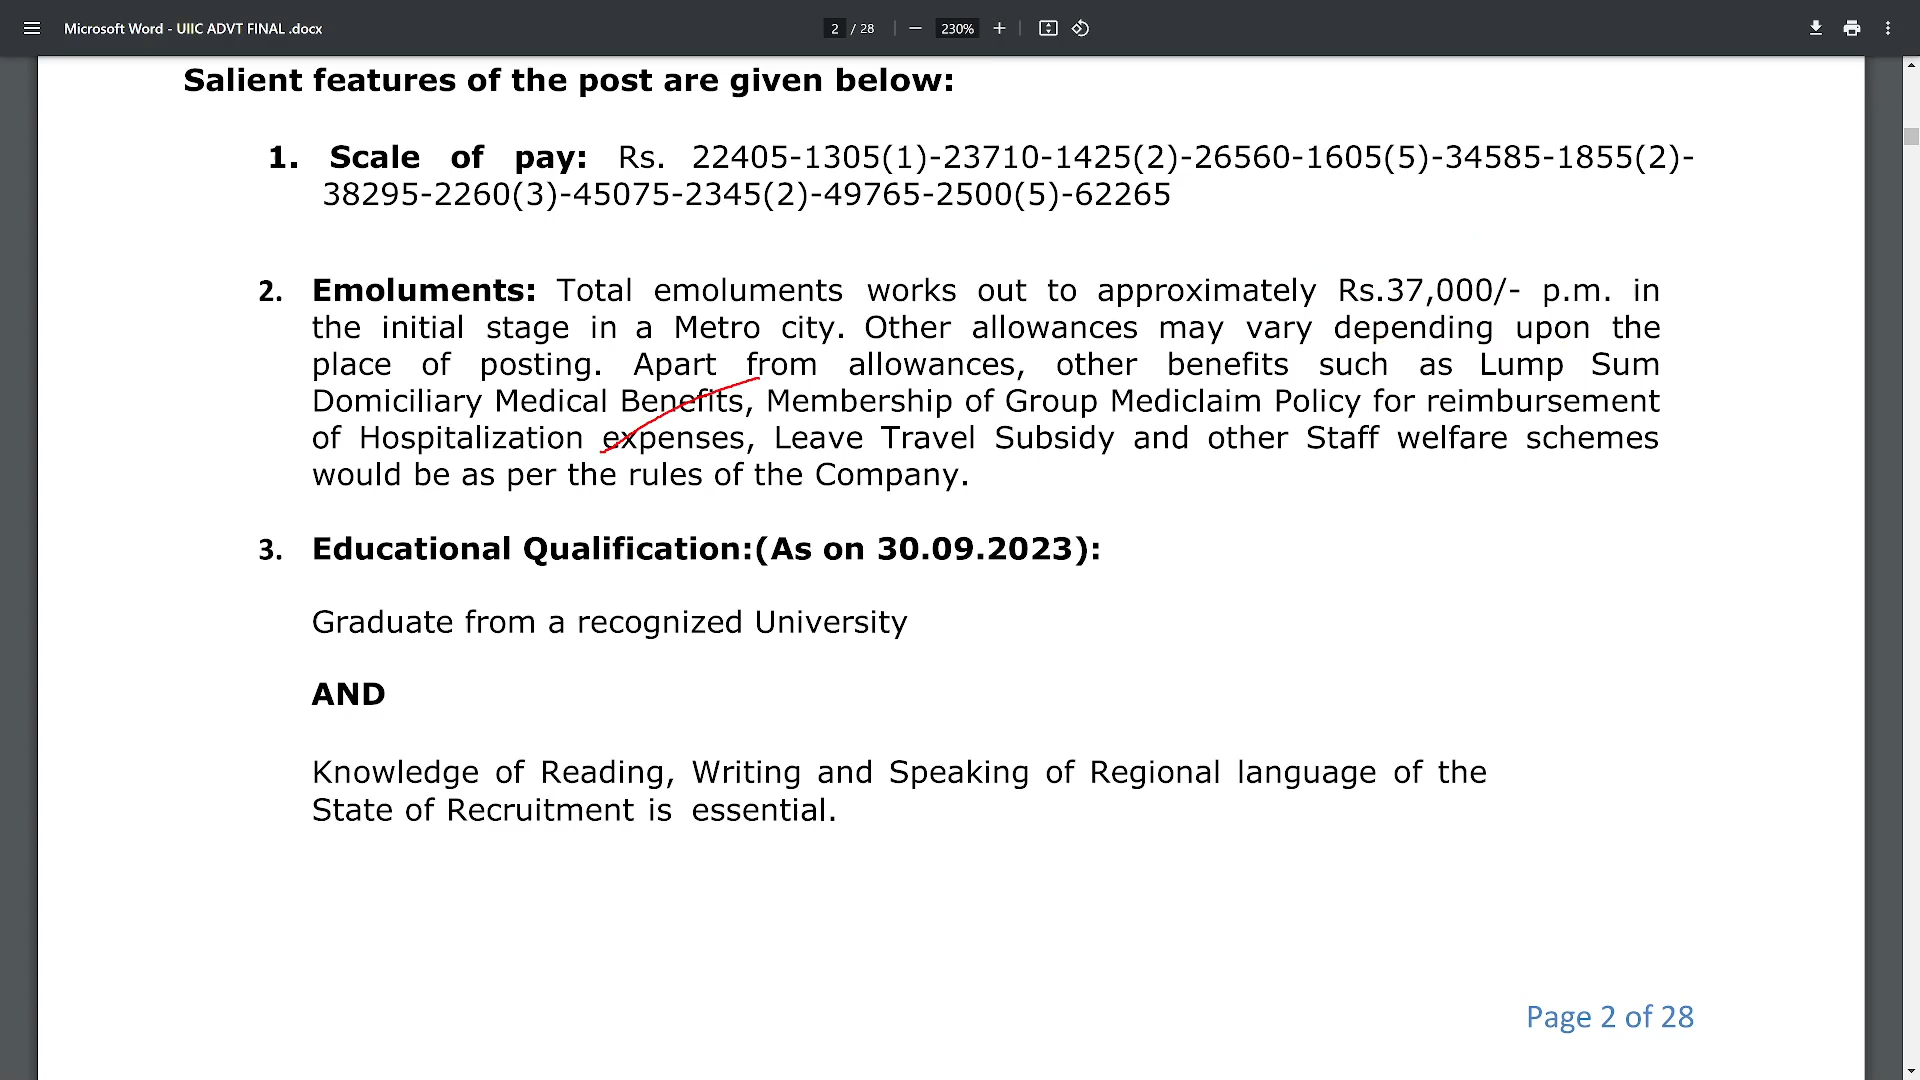 Microsoft Word - UIIC ADVT FINAL .docx
2 / 28
230%
Salient features of the post are given below:
1. Scale of pay: Rs. 22405-1305(1)-23710-1425(2)-26560-1605(5)-34585-1855(2)-
38295-2260(3)-45075-2345(2)-49765-2500(5)-62265
2. Emoluments: Total emoluments works out to approximately Rs.37,000/- p.m. in
the initial stage in a Metro city. Other allowances may vary depending upon the
place of posting. Apart from allowances, other benefits such as Lump Sum
Domiciliary Medical Benefits, Membership of Group Mediclaim Policy for reimbursement
of Hospitalization expenses, Leave Travel Subsidy and other Staff welfare schemes
would be as per the rules of the Company.
3. Educational Qualification:(As on 30.09.2023):
Graduate from a recognized University
AND
Knowledge of Reading, Writing and Speaking of Regional language of the
State of Recruitment is essential.
Page 2 of 28